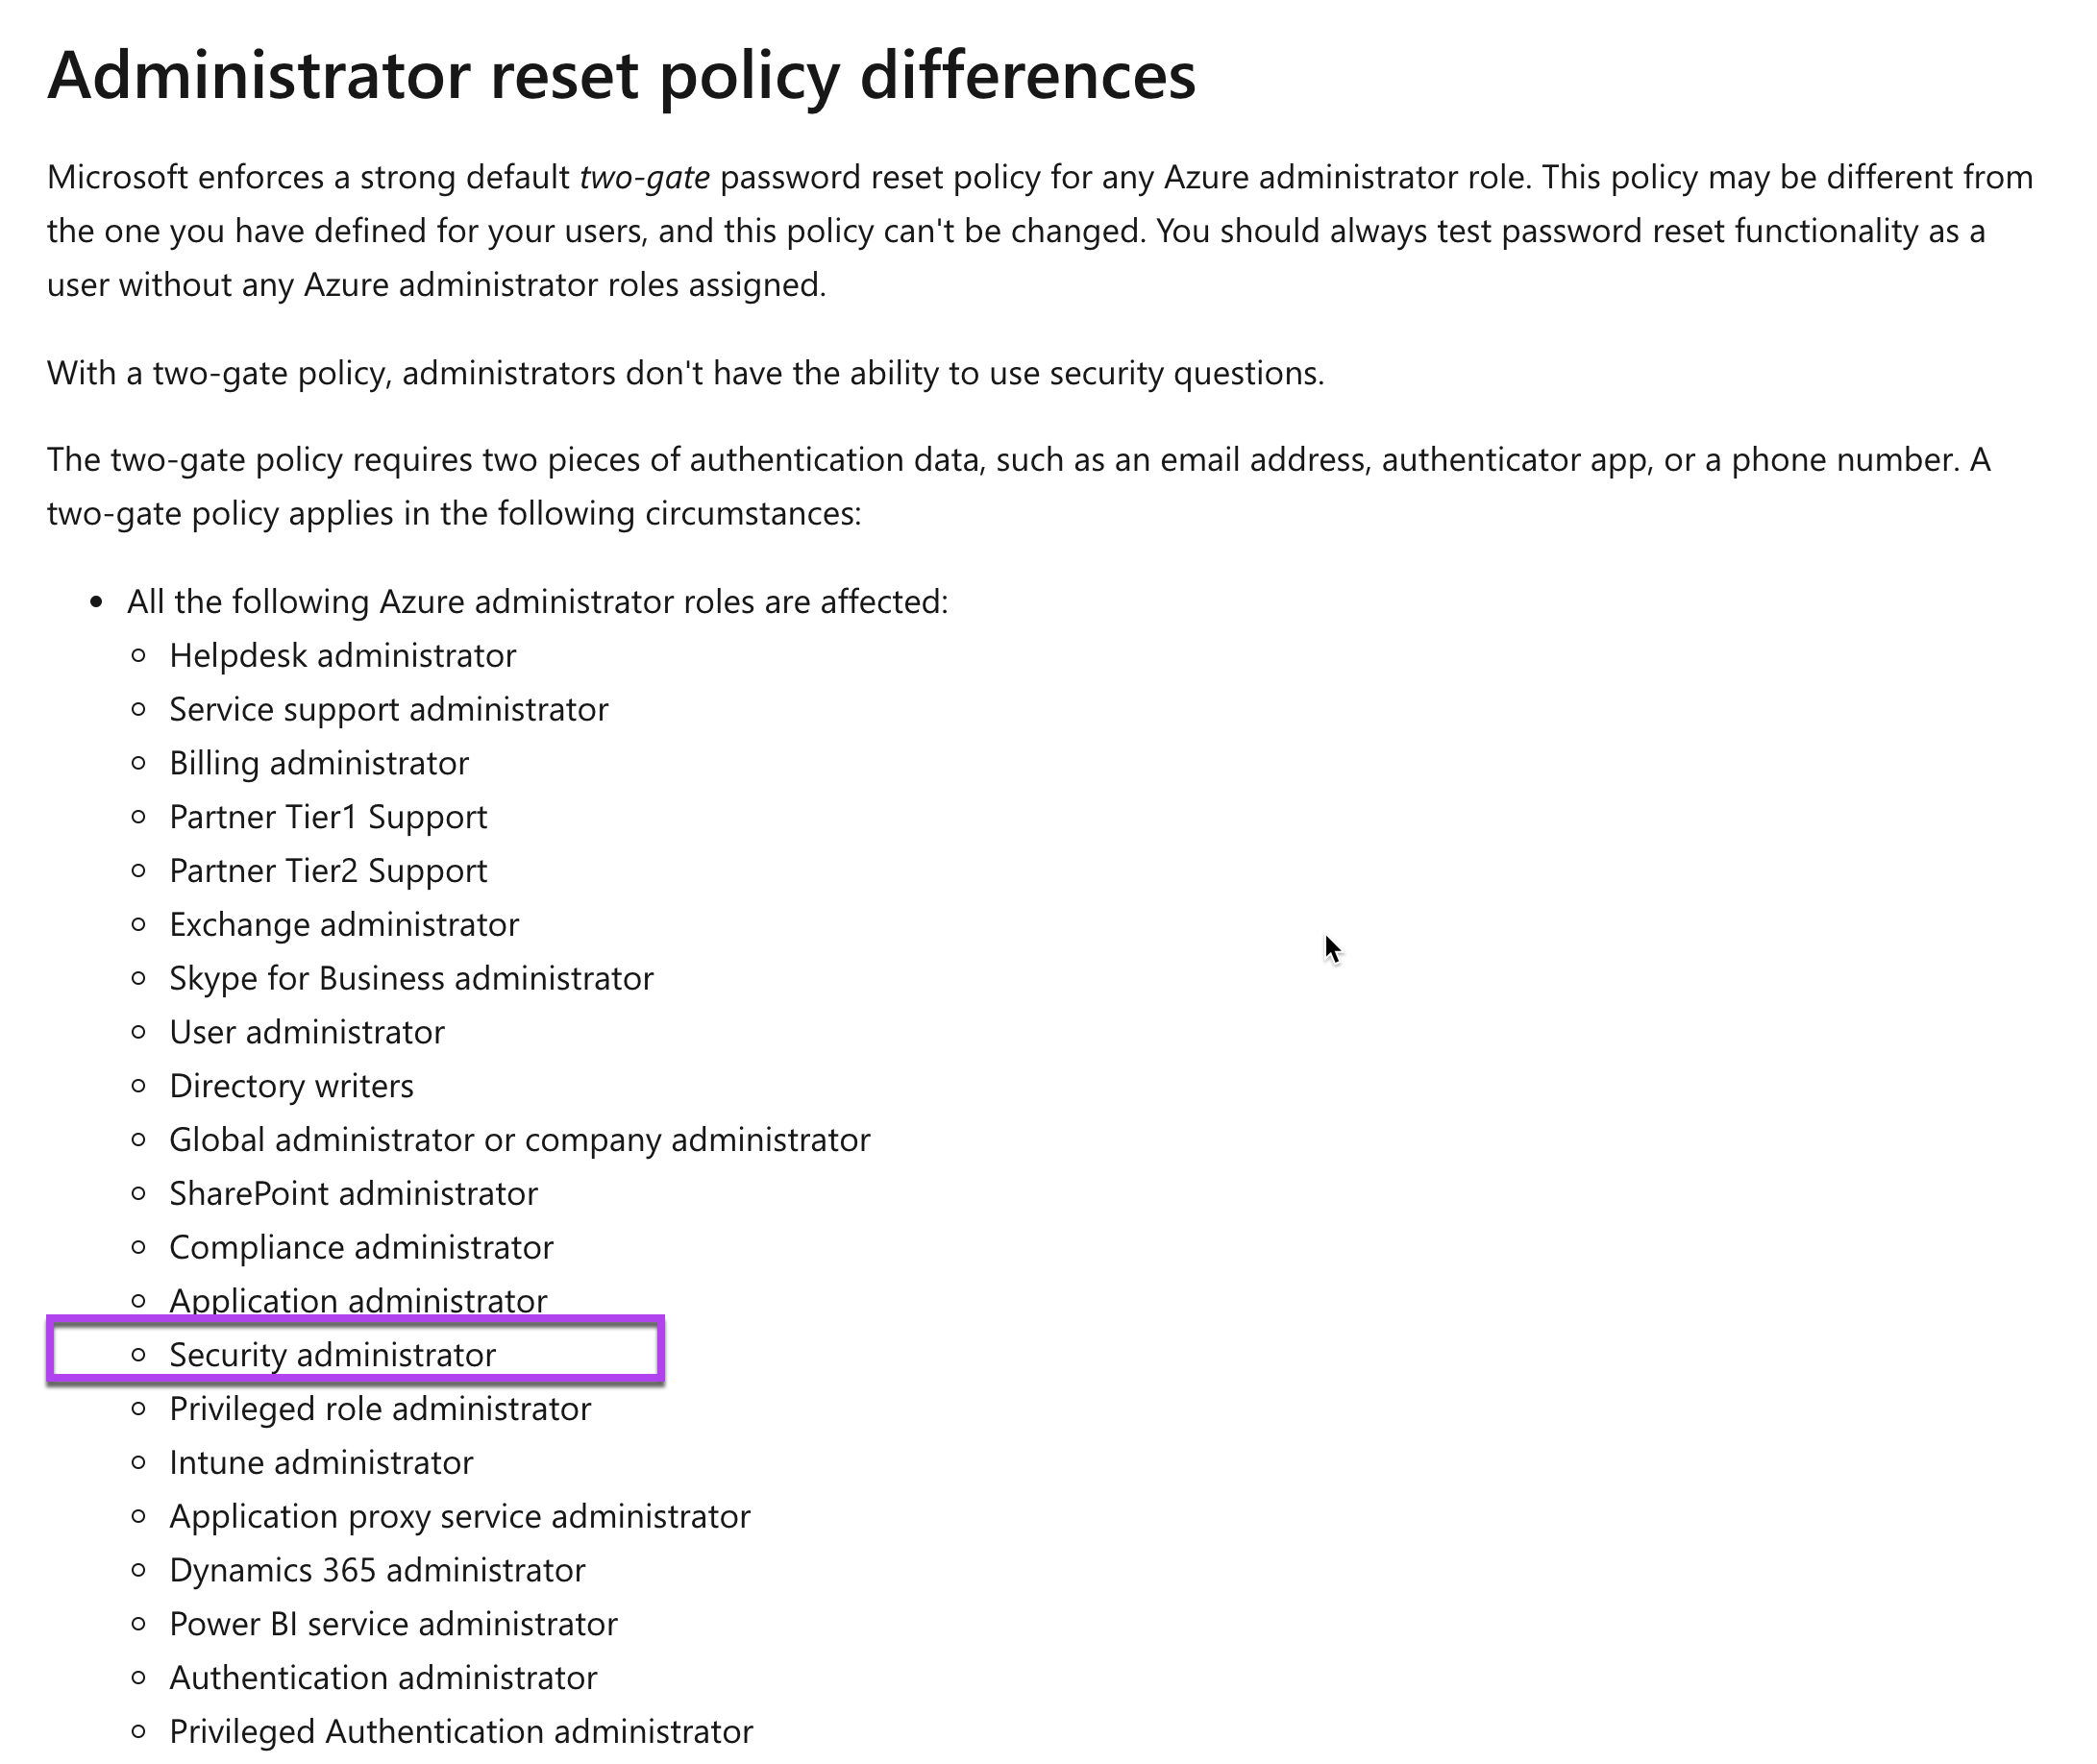 Administrator reset policy differences
Microsoft enforces a strong default two-gate password reset policy for any Azure administrator role. This policy may be different from
the one you have defined for your users, and this policy can't be changed. You should always test password reset functionality as a
user without any Azure administrator roles assigned.
With a two-gate policy, administrators don't have the ability to use security questions.
The two-gate policy requires two pieces of authentication data, such as an email address, authenticator app, or a phone number. A
two-gate policy applies in the following circumstances:
• All the following Azure administrator roles are affected:
○ Helpdesk administrator
○ Service support administrator
○ Billing administrator
○ Partner Tier1 Support
○ Partner Tier2 Support
○ Exchange administrator
○ Skype for Business administrator
○ User administrator
○ Directory writers
○ Global administrator or company administrator
○ SharePoint administrator
○ Compliance administrator
○ Application administrator
○ Security administrator
○ Privileged role administrator
○ Intune administrator
○ Application proxy service administrator
○ Dynamics 365 administrator
○ Power BI service administrator
○ Authentication administrator
○ Privileged Authentication administrator